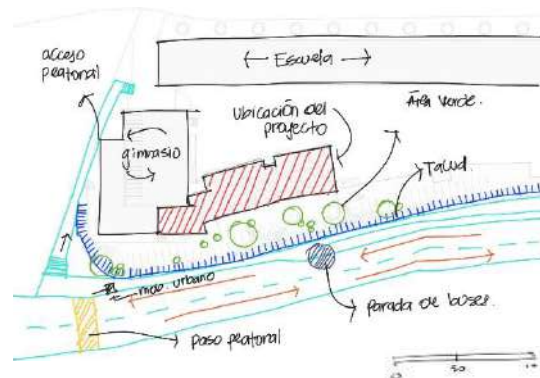 Escuela
acceso
peatonal
Área verde.
ubicación del
proyecto
gimnasio
Talud
mob. urbano
parada de buses.
paso peatonal